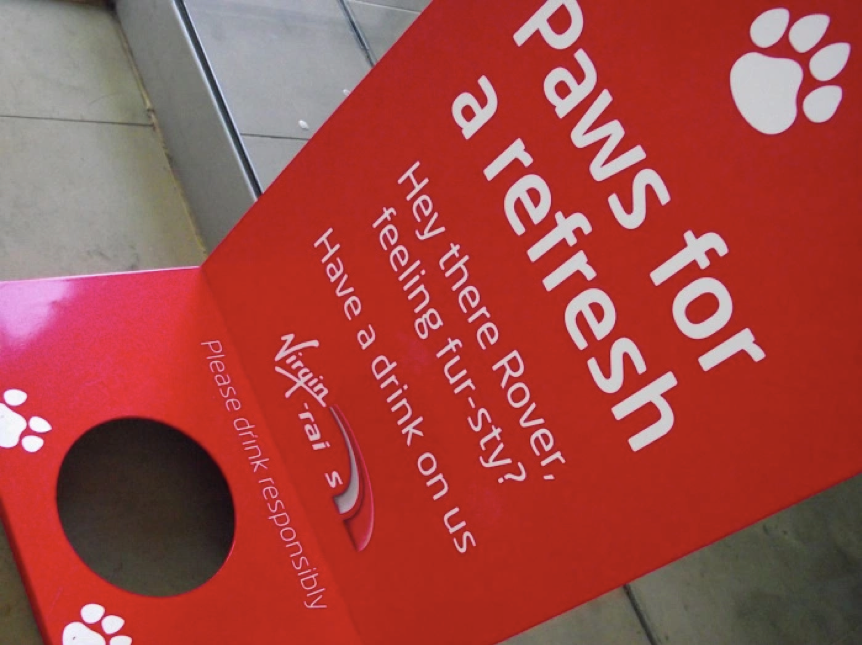 Paws for
a refresh
Hey there Rover,
feeling fur-sty?
Have a drink on us
Virgin
Please drink responsibly